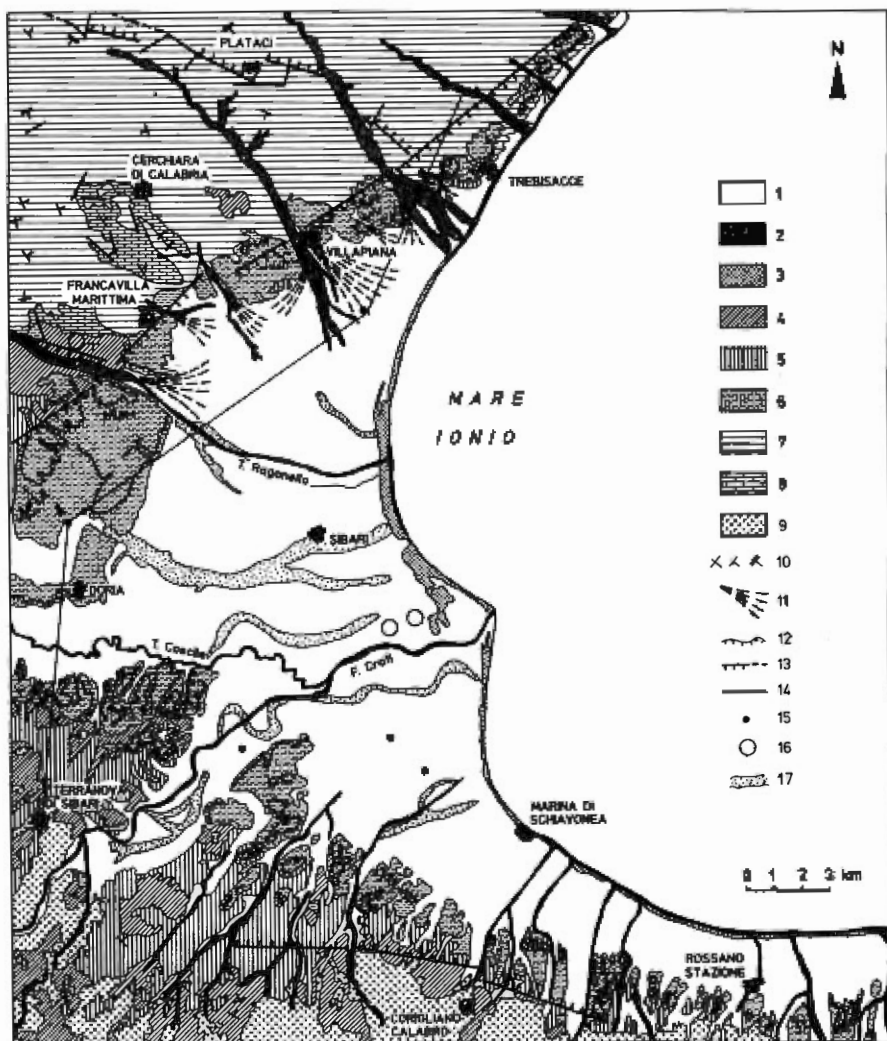 PLATACI
N
CERCHIARA
DI CALABRIA
TREBISACCE
VILLAPIANA
FRANCAVILLA
MARITTIMA
MARE
IONIO
T. Raganello
SIBARI
T. Coscile
F. Crati
TERRANOVA
DI SIBARI
MARINA DI
SCHIAVONEA
ROSSANO
STAZIONE
CORIGLIANO
CALABRO
1
2
3
4
5
6
7
8
9
10
11
12
13
14
15
16
17
0 1 2 3 km